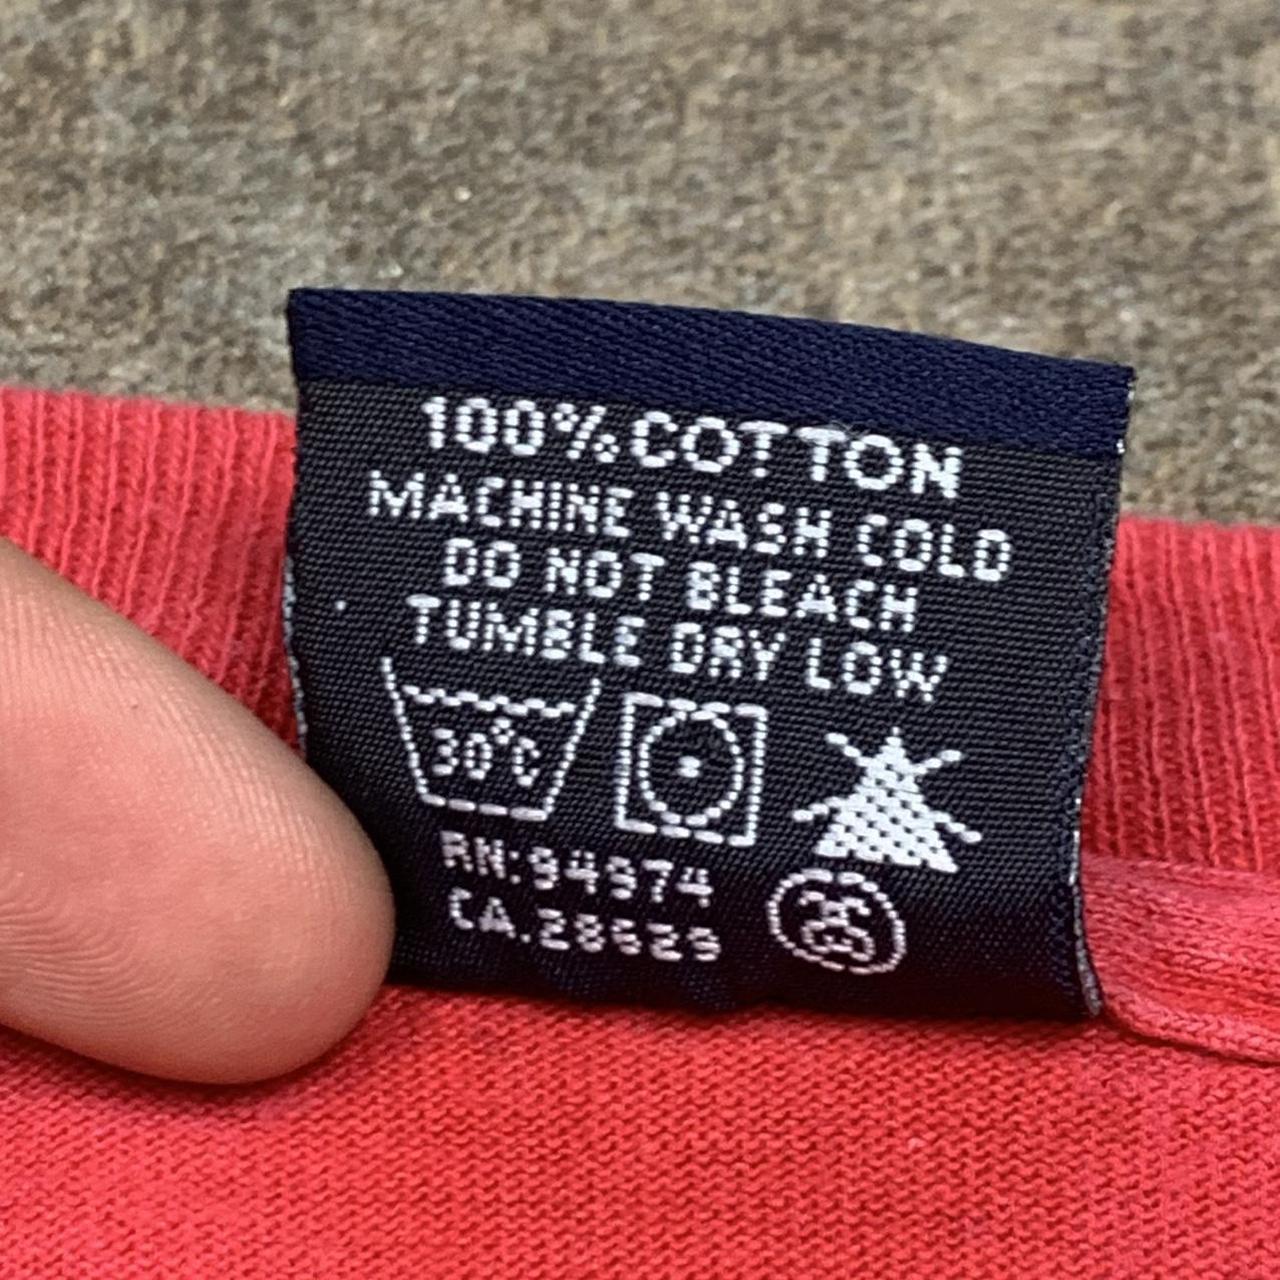 100% COTTON
MACHINE WASH COLD
DO NOT BLEACH
TUMBLE DRY LOW
30°C
RN:94974
CA.28629